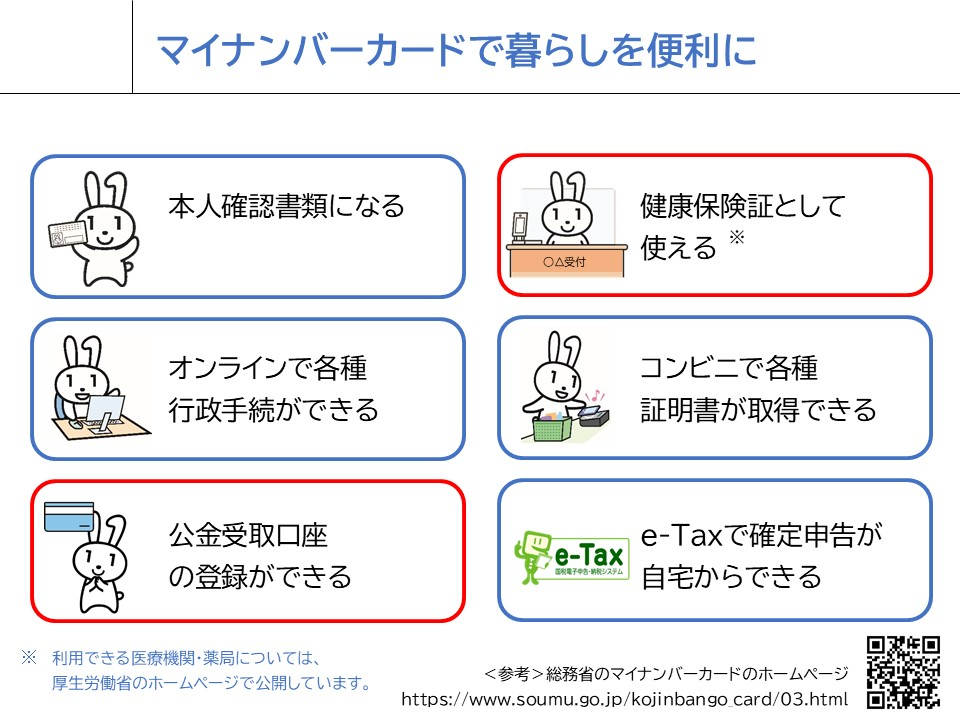 マイナンバーカードで暮らしを便利に
本人確認書類になる
健康保険証として
使える ※
○△受付
オンラインで各種
行政手続ができる
コンビニで各種
証明書が取得できる
公金受取口座
の登録ができる
e-Taxで確定申告が
自宅からできる
e-Tax
国税電子申告・納税システム
※ 利用できる医療機関・薬局については、
厚生労働省のホームページで公開しています。
＜参考＞総務省のマイナンバーカードのホームページ
https://www.soumu.go.jp/kojinbango_card/03.html